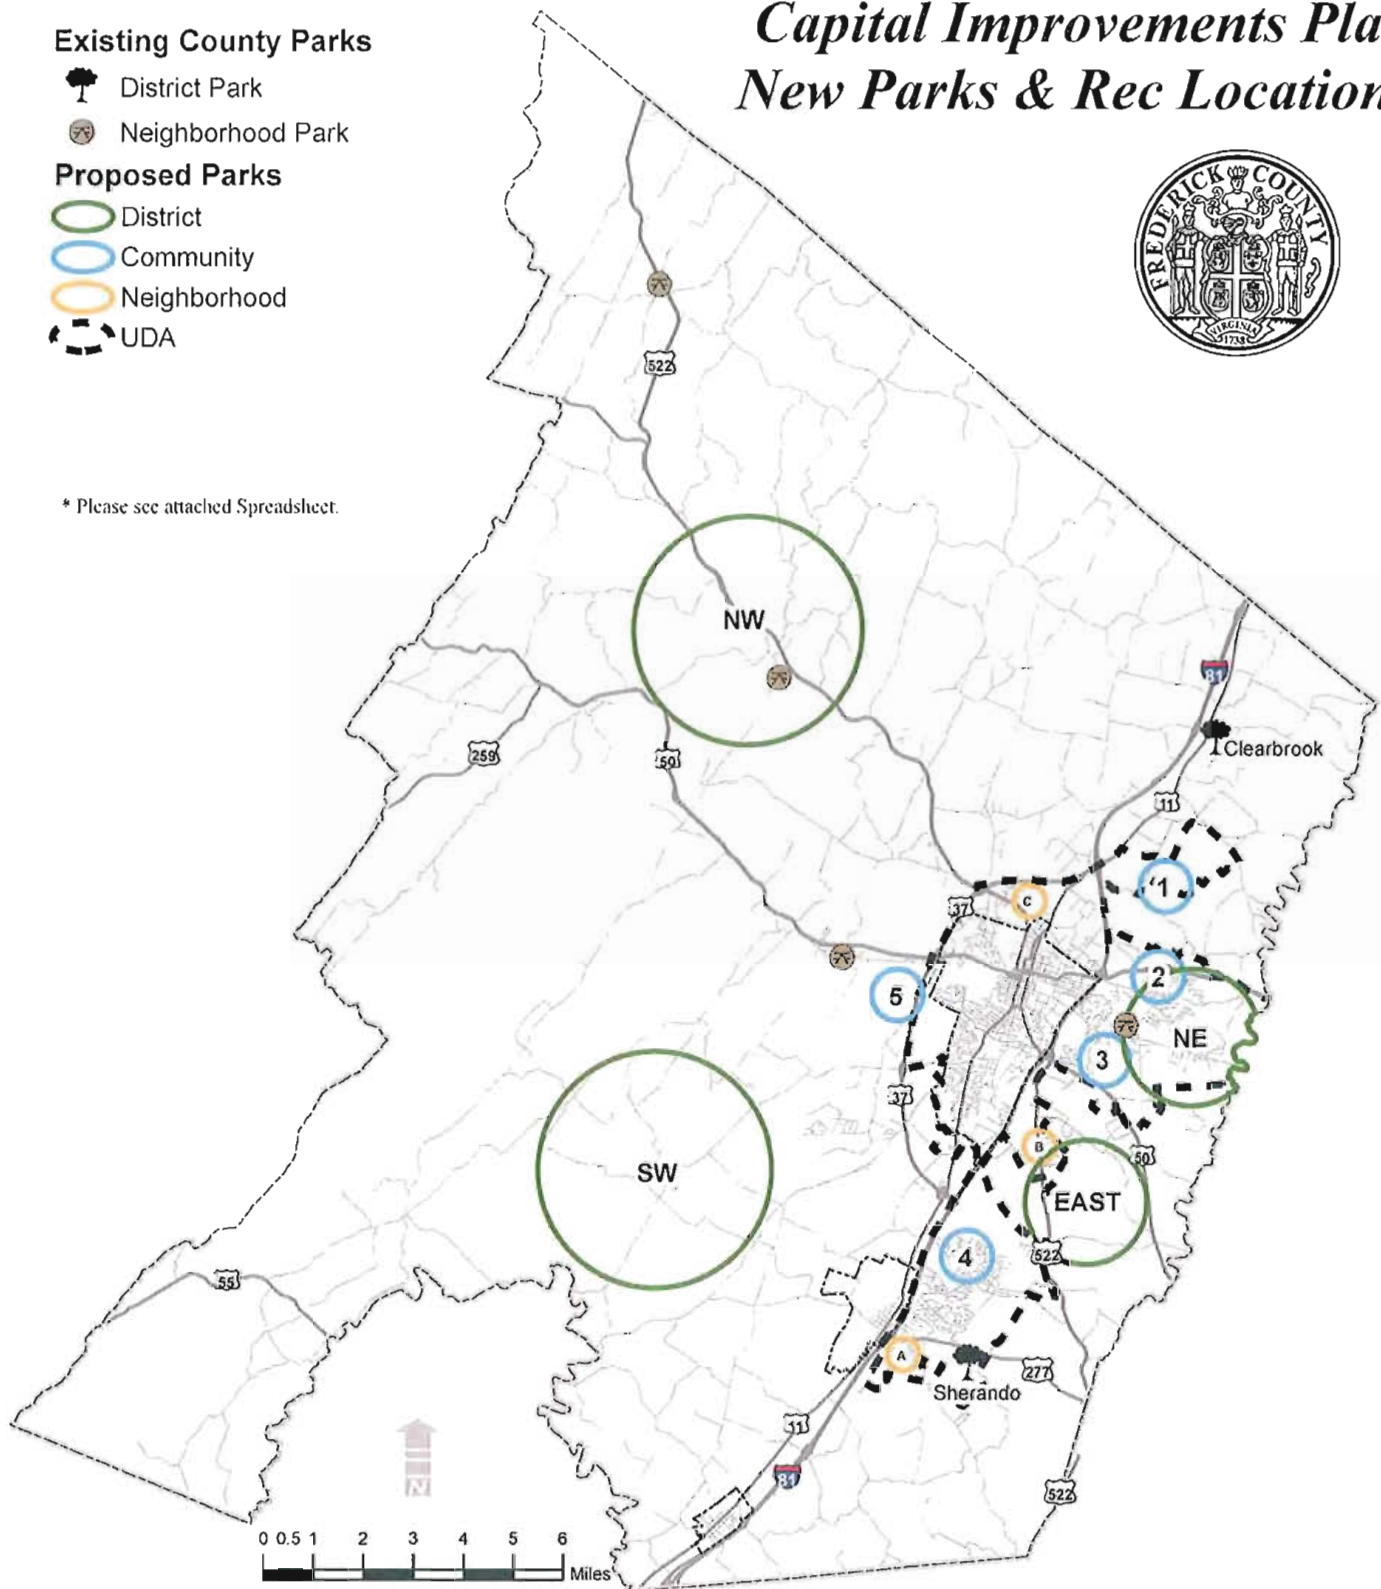 Capital Improvements Pla
New Parks & Rec Location
Existing County Parks
District Park
Neighborhood Park
Proposed Parks
District
Community
Neighborhood
UDA
* Please see attached Spreadsheet.
FREDERICK COUNTY
VIRGINIA
1738
522
NW
81
Clearbrook
259
50
11
1
C
37
2
5
NE
3
37
B
50
SW
EAST
4
522
55
A
277
Sherando
11
N
81
522
0 0.5 1 2 3 4 5 6
Miles